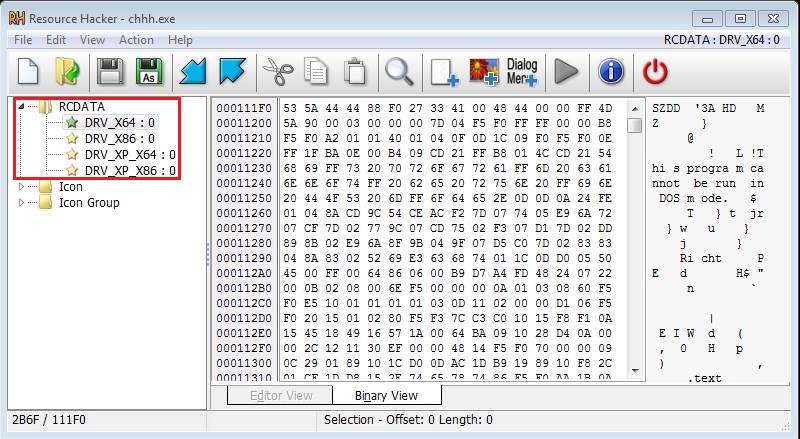 Resource Hacker - chhh.exe
File Edit View Action Help
RCDATA : DRV_X64 : 0
As
Dialog
Menu
RCDATA
DRV_X64 : 0
DRV_X86 : 0
DRV_XP_X64 : 0
DRV_XP_X86 : 0
Icon
Icon Group
000111F0 53 5A 44 44 88 F0 27 33 41 00 48 44 00 00 FF 4D SZDD '3A HD M
00011200 5A 90 00 03 00 00 00 7D 04 F5 F0 FF 00 00 B8 Z }
00011210 F5 F0 A2 01 01 40 01 04 0F 0D 1C 09 F0 F5 F0 0E @
00011220 FF 1F BA 0E 00 B4 09 CD 21 FF B8 01 4C CD 21 54 ! L !T
00011230 68 69 FF 73 20 70 72 6F 67 72 61 FF 6D 20 63 61 hi s progra m ca
00011240 6E 6E 6F 74 FF 20 62 65 20 72 75 6E 20 FF 69 6E nnot be run in
00011250 20 44 4F 53 20 6D FF 6F 64 65 2E 0D 0D 0A 24 FE DOS m ode. $
00011260 01 04 8A CD 9C 54 CE AC F2 7D 07 74 05 E9 6A 72 T } t jr
00011270 07 CF 7D 02 77 9C 07 CD 75 02 F3 07 D1 7D 02 DD } w u }
00011280 89 8B 02 E9 6A 8F 9B 04 9F 07 D5 C0 7D 02 83 83 j }
00011290 04 8A 83 02 52 69 E3 63 68 74 01 1C 0D D0 05 50 Ri cht P
000112A0 45 00 FF 00 64 86 06 00 B9 D7 A4 FD 48 24 07 22 E d H$ "
000112B0 00 0B 02 08 00 6E F5 00 00 00 0A 01 03 08 60 F5 n `
000112C0 F0 E5 10 01 01 01 01 03 0D 11 02 00 00 D1 06 F5
000112D0 F0 20 15 01 02 80 F5 F3 7C C3 C0 10 15 F8 F1 0A |
000112E0 15 45 18 49 16 57 1A 00 64 BA 09 10 28 D4 0A 00 E I W d (
000112F0 00 2C 12 11 30 EF 00 00 48 14 F5 F0 70 00 00 09 , 0 H p
00011300 0C 29 01 89 10 1C D0 0D AC 1D B9 19 89 10 F8 2C ) ,
.text
Editor View Binary View
2B6F / 111F0 Selection - Offset: 0 Length: 0